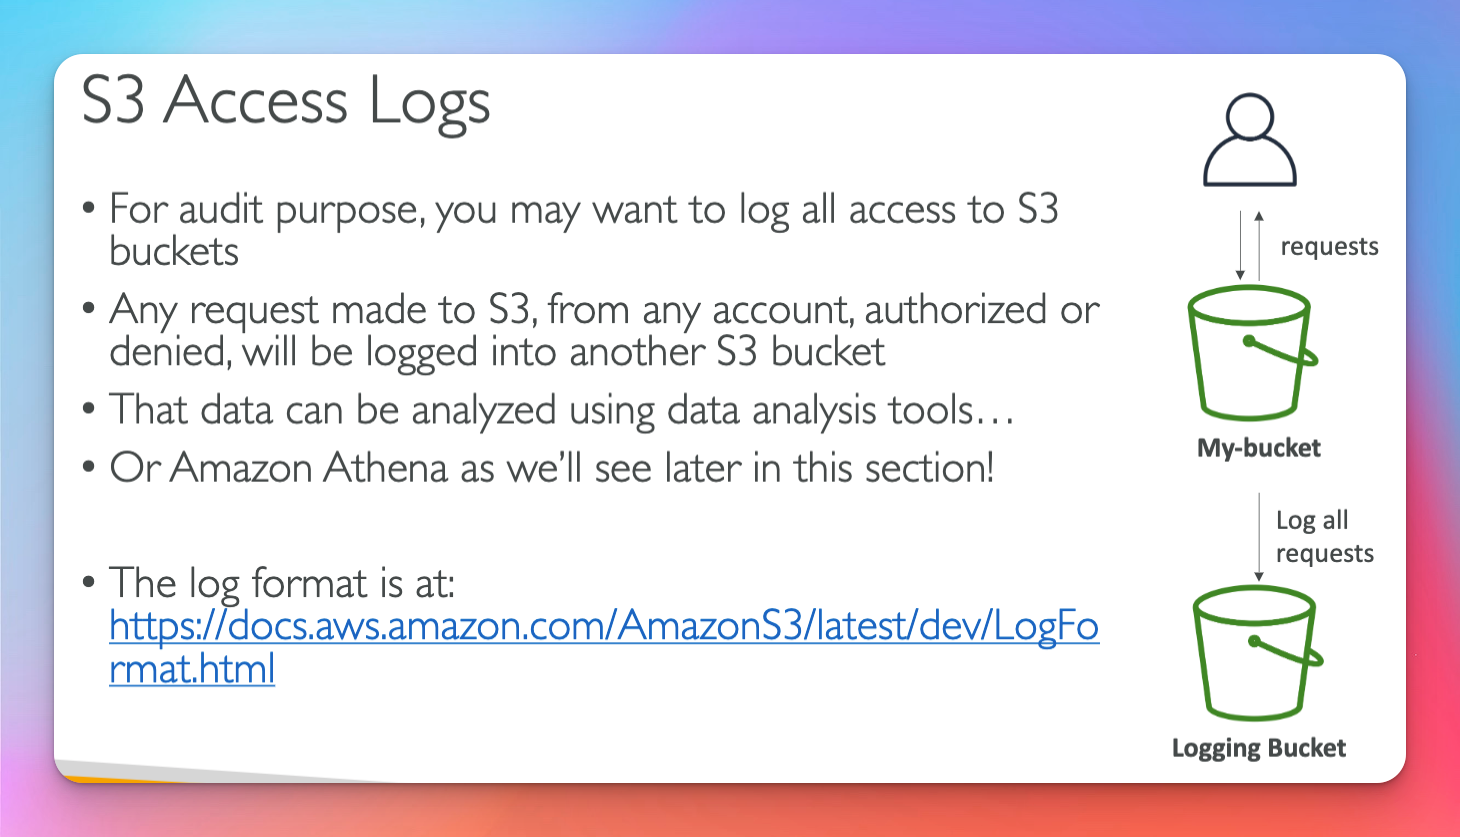 S3 Access Logs
• For audit purpose, you may want to log all access to S3
buckets
• Any request made to S3, from any account, authorized or
denied, will be logged into another S3 bucket
• That data can be analyzed using data analysis tools…
• Or Amazon Athena as we’ll see later in this section!
• The log format is at:
https://docs.aws.amazon.com/AmazonS3/latest/dev/LogFo
rmat.html
requests
My-bucket
Log all
requests
Logging Bucket